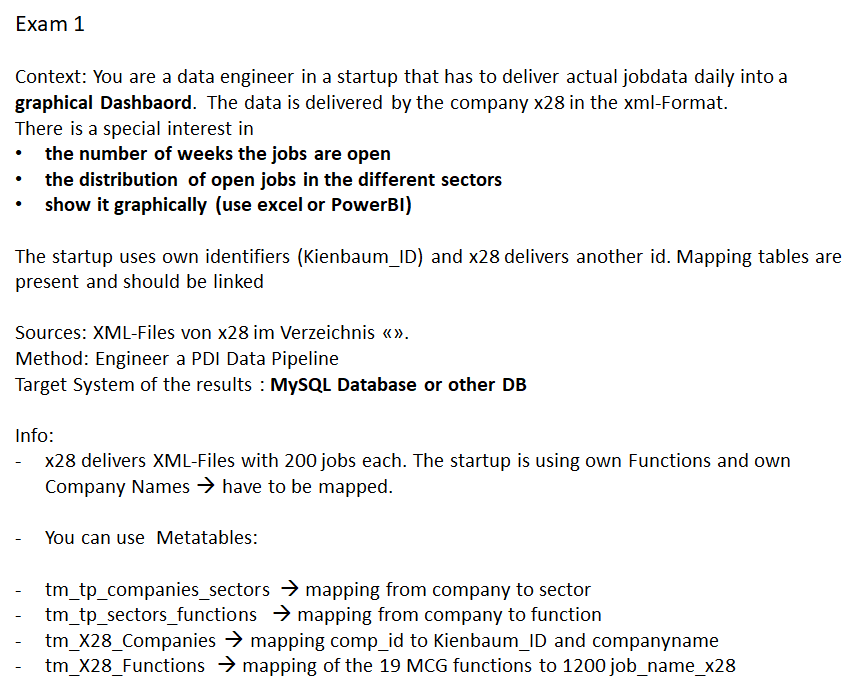 Exam 1
Context: You are a data engineer in a startup that has to deliver actual jobdata daily into a
graphical Dashbaord. The data is delivered by the company x28 in the xml-Format.
There is a special interest in
• the number of weeks the jobs are open
• the distribution of open jobs in the different sectors
• show it graphically (use excel or PowerBI)
The startup uses own identifiers (Kienbaum_ID) and x28 delivers another id. Mapping tables are
present and should be linked
Sources: XML-Files von x28 im Verzeichnis «».
Method: Engineer a PDI Data Pipeline
Target System of the results : MySQL Database or other DB
Info:
- x28 delivers XML-Files with 200 jobs each. The startup is using own Functions and own
Company Names → have to be mapped.
- You can use Metatables:
- tm_tp_companies_sectors → mapping from company to sector
- tm_tp_sectors_functions → mapping from company to function
- tm_X28_Companies → mapping comp_id to Kienbaum_ID and companyname
- tm_X28_Functions → mapping of the 19 MCG functions to 1200 job_name_x28